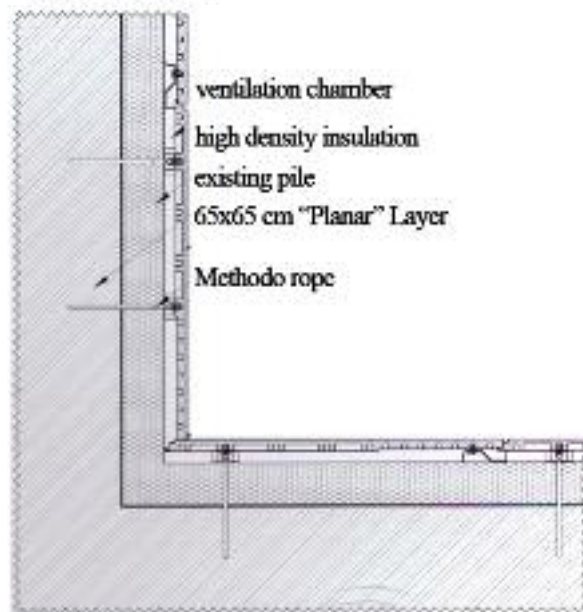 ventilation chamber
high density insulation
existing pile
65x65 cm "Planar" Layer
Methodo rope